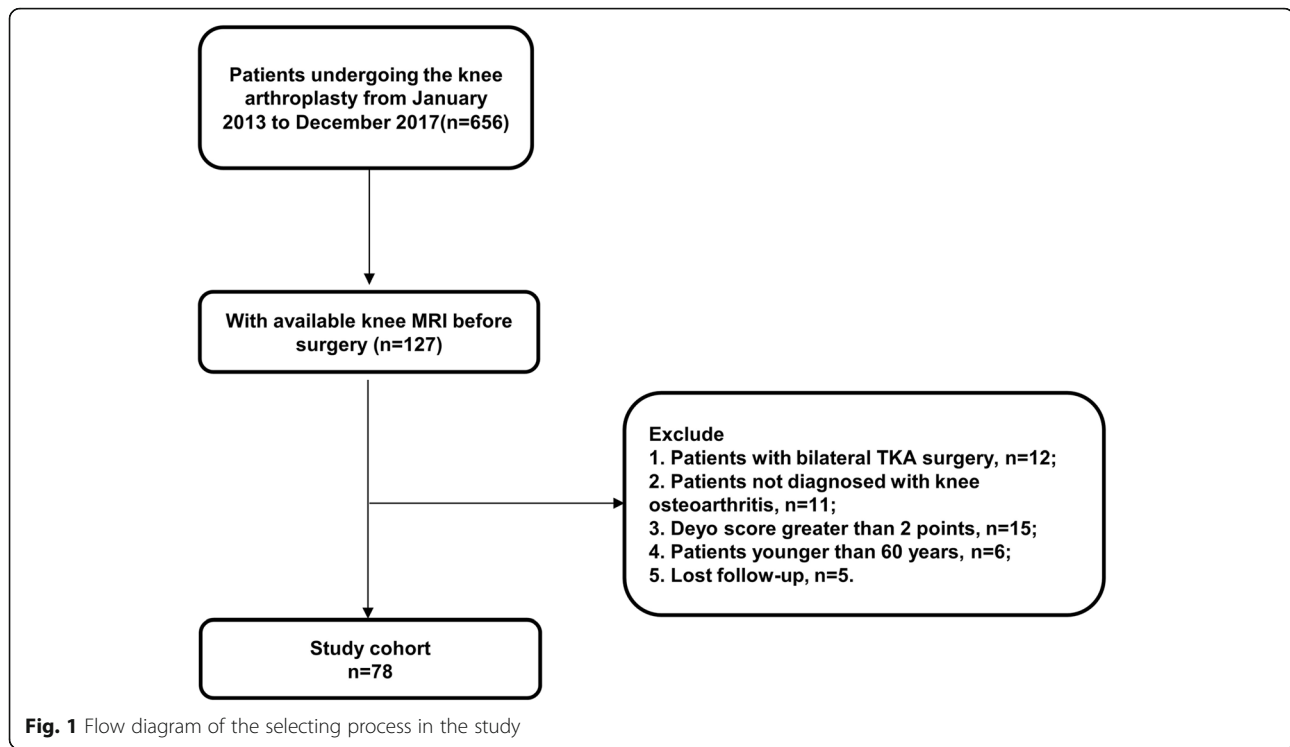 Patients undergoing the knee
arthroplasty from January
2013 to December 2017(n=656)
With available knee MRI before
surgery (n=127)
Exclude
1. Patients with bilateral TKA surgery, n=12;
2. Patients not diagnosed with knee
osteoarthritis, n=11;
3. Deyo score greater than 2 points, n=15;
4. Patients younger than 60 years, n=6;
5. Lost follow-up, n=5.
Study cohort
n=78
Fig. 1 Flow diagram of the selecting process in the study